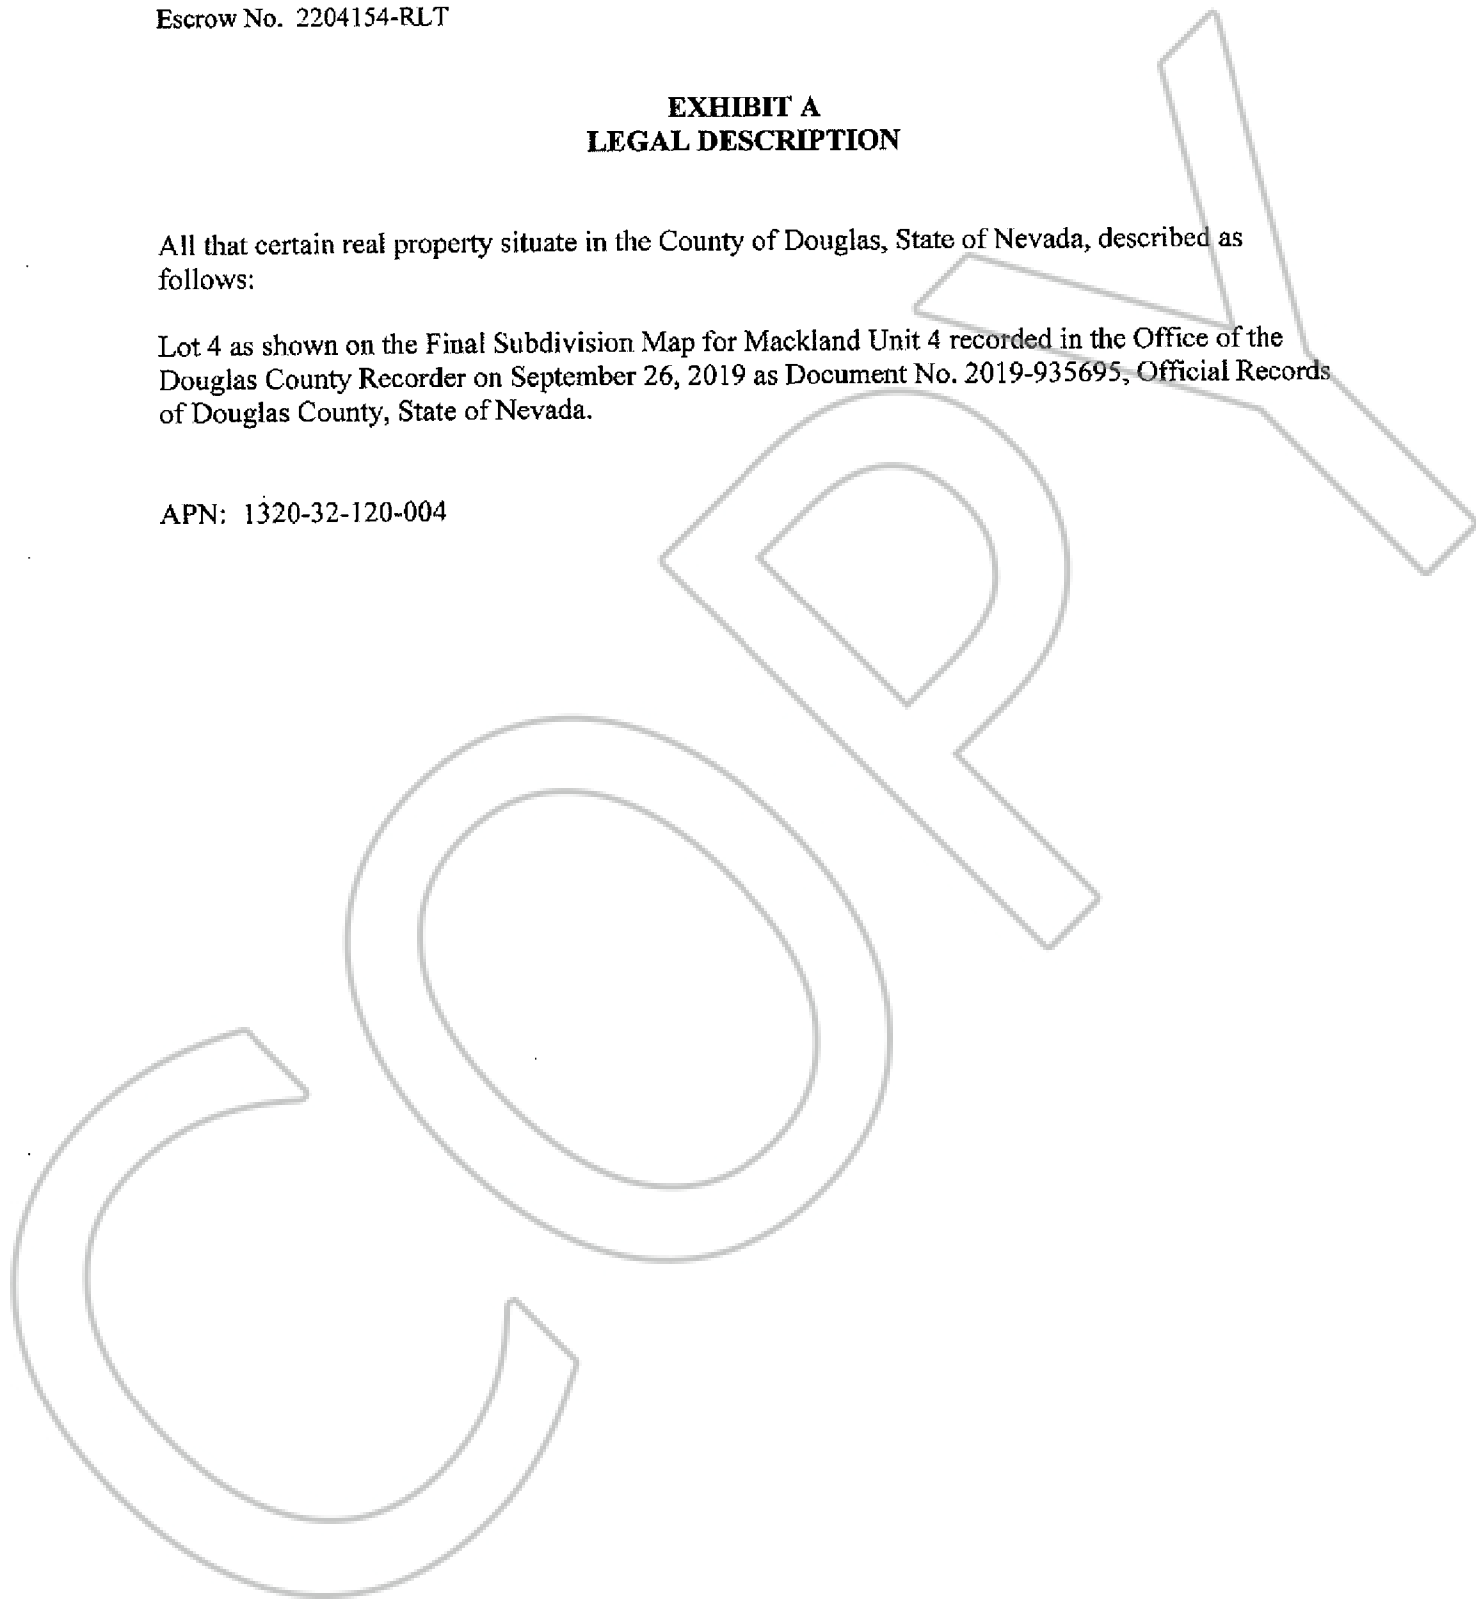 Escrow No. 2204154-RLT
EXHIBIT A
LEGAL DESCRIPTION
All that certain real property situate in the County of Douglas, State of Nevada, described as
follows:
Lot 4 as shown on the Final Subdivision Map for Mackland Unit 4 recorded in the Office of the
Douglas County Recorder on September 26, 2019 as Document No. 2019-935695, Official Records
of Douglas County, State of Nevada.
APN: 1320-32-120-004
COPY